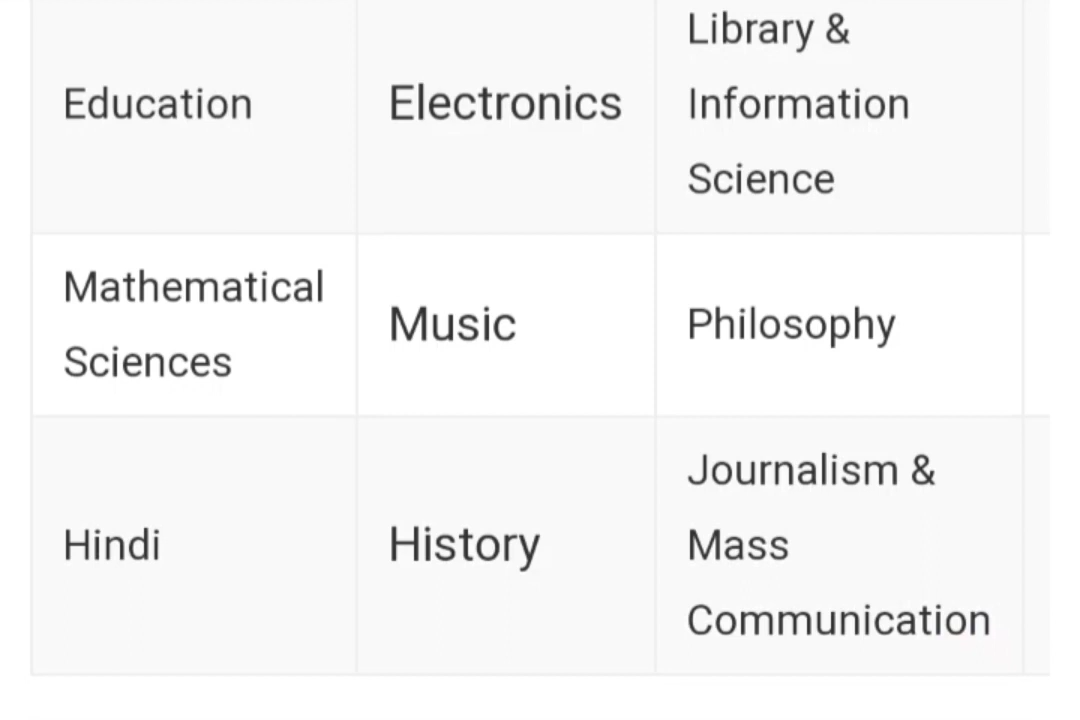 Education
Electronics
Library &
Information
Science
Mathematical
Sciences
Music
Philosophy
Hindi
History
Journalism &
Mass
Communication